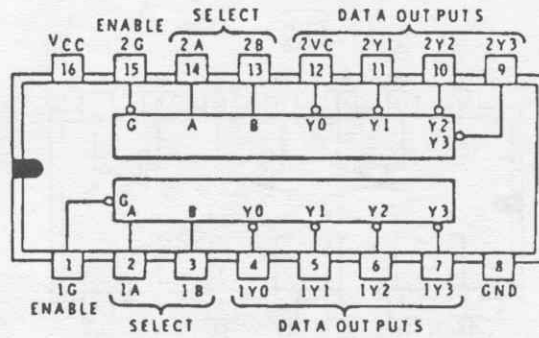 SELECT
DATA OUTPUTS
ENABLE
VCC 2G 2A 2B 2VC 2Y1 2Y2 2Y3
16 15 14 13 12 11 10 9
G A B Y0 Y1 Y2
Y3
G
A B Y0 Y1 Y2 Y3
1 2 3 4 5 6 7 8
1G 1A 1B 1Y0 1Y1 1Y2 1Y3 GND
ENABLE
SELECT DATA OUTPUTS